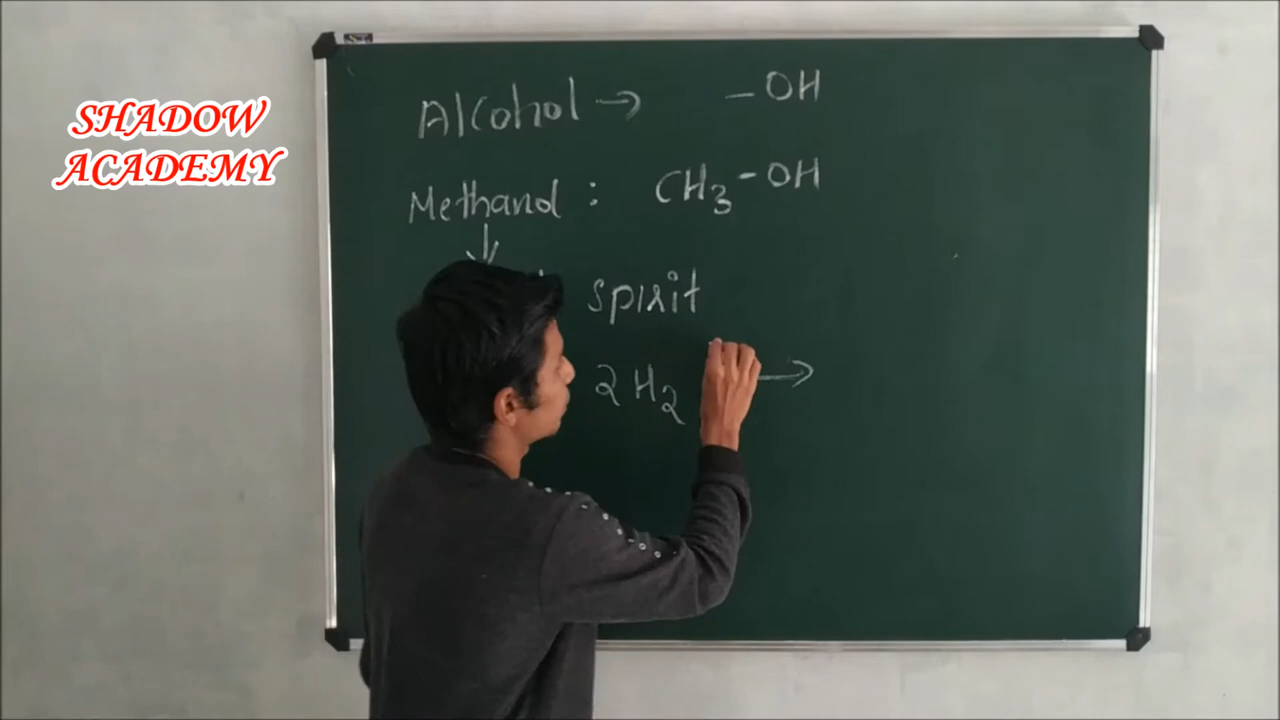 SHADOW
ACADEMY
Alcohol → -OH
Methanol : CH₃-OH
↓
spirit
2H₂ →